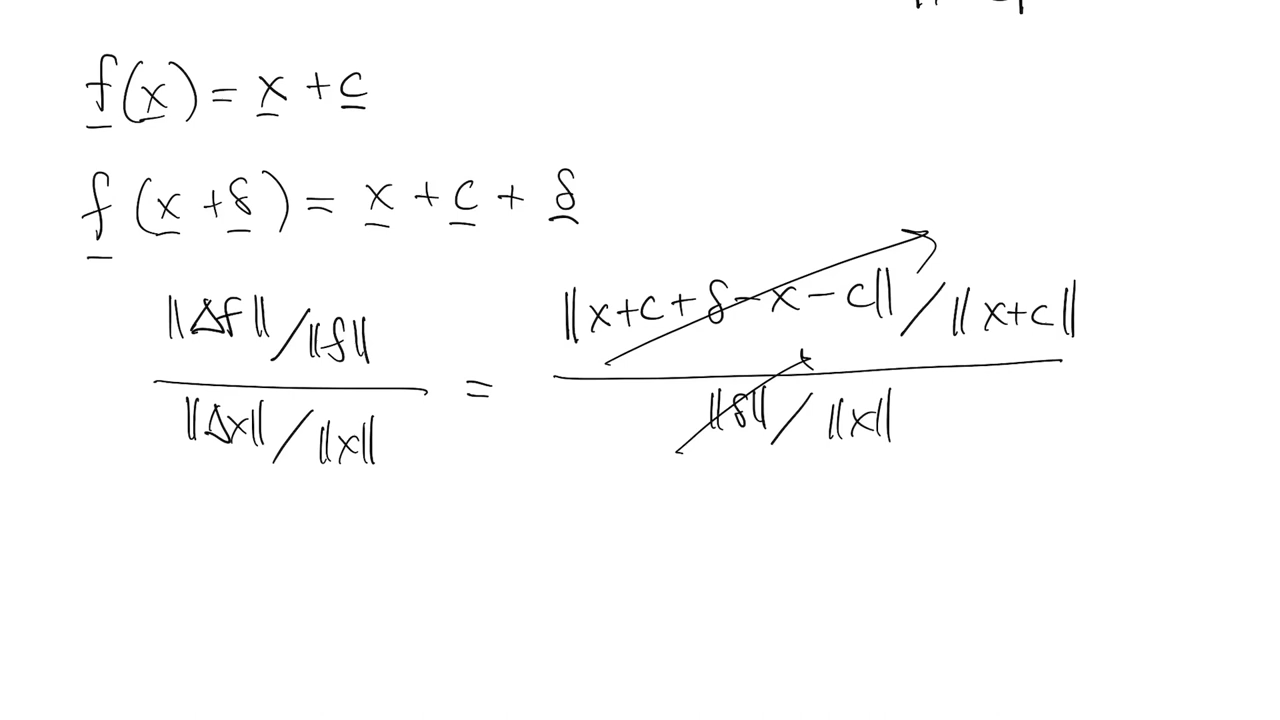 f(x) = x + c
f(x + δ) = x + c + δ
‖Δf‖/‖f‖ / ‖Δx‖/‖x‖ = ‖x+c+δ−x−c‖/‖x+c‖ / ‖δ‖/‖x‖